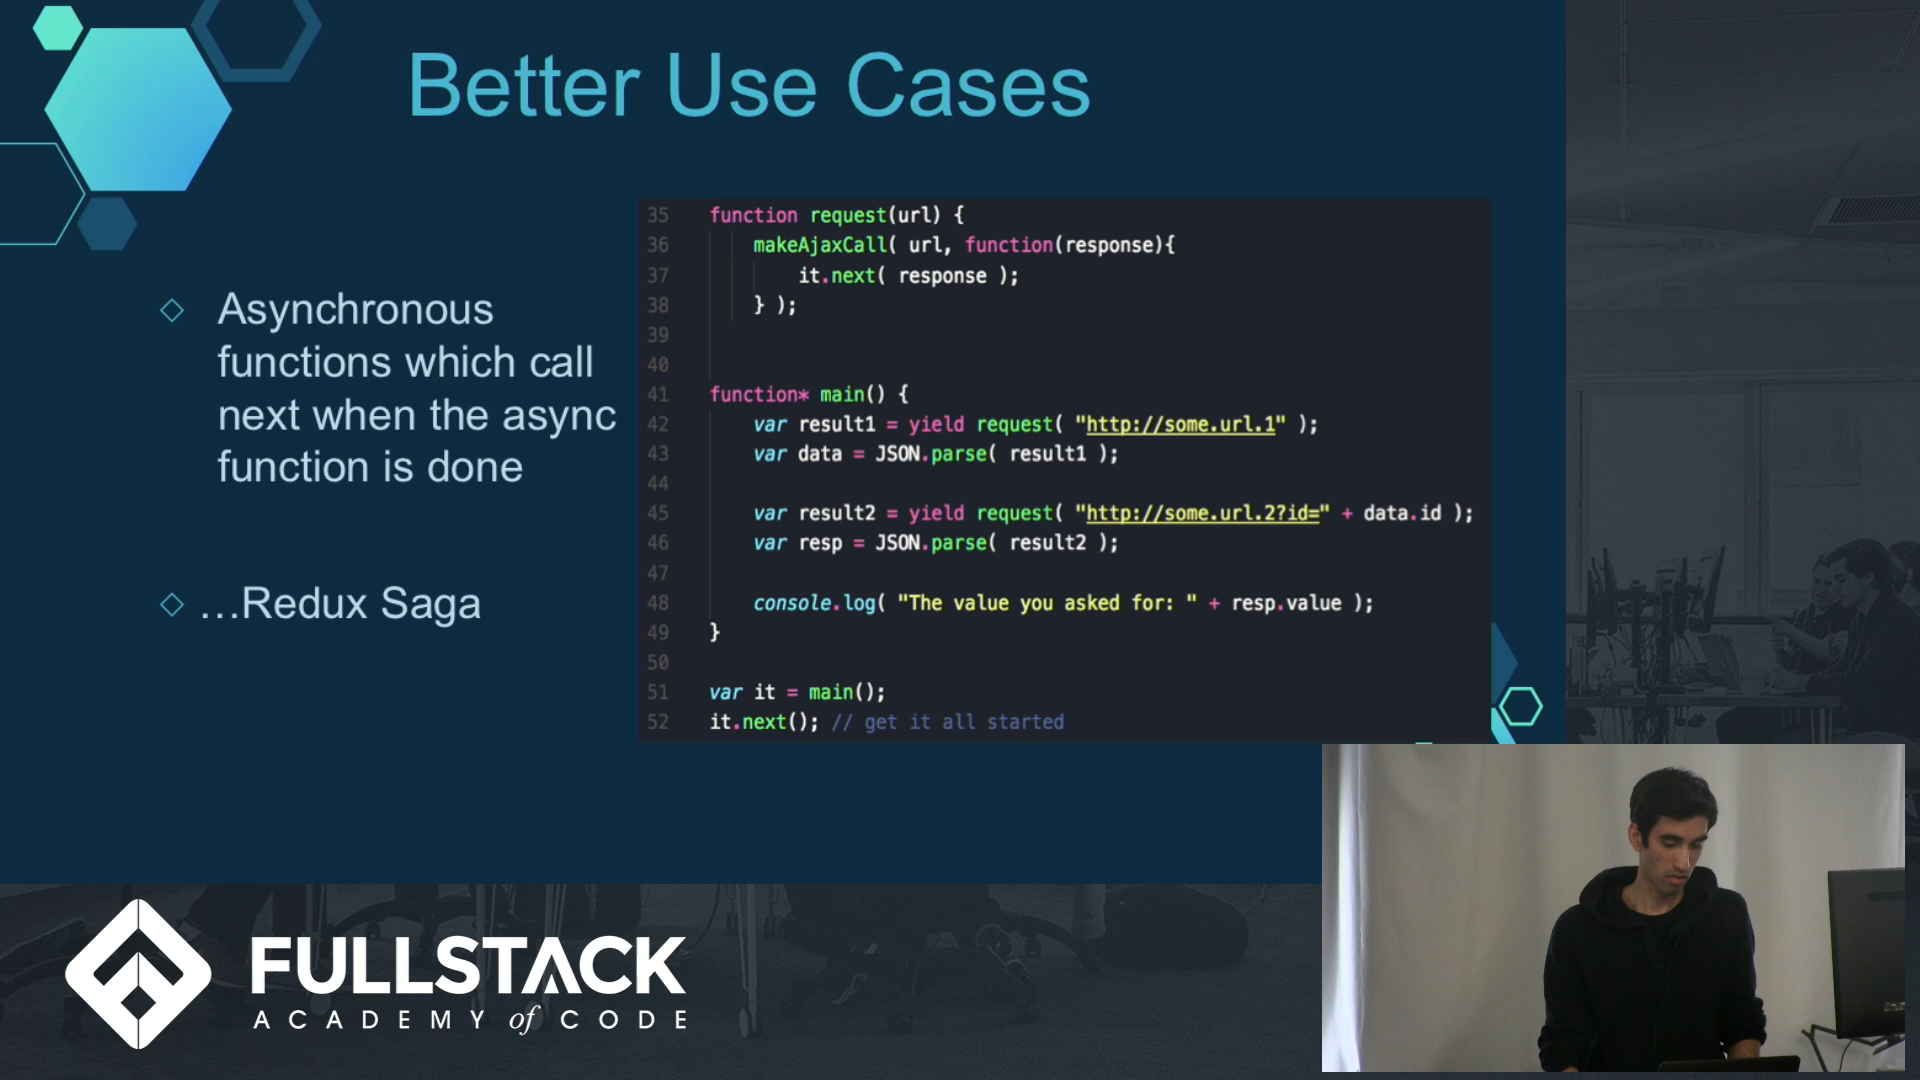 Better Use Cases
Asynchronous
functions which call
next when the async
function is done
…Redux Saga
35 function request(url) {
36 makeAjaxCall( url, function(response){
37 it.next( response );
38 } );
39
40
41 function* main() {
42 var result1 = yield request( "http://some.url.1" );
43 var data = JSON.parse( result1 );
44
45 var result2 = yield request( "http://some.url.2?id=" + data.id );
46 var resp = JSON.parse( result2 );
47
48 console.log( "The value you asked for: " + resp.value );
49 }
50
51 var it = main();
52 it.next(); // get it all started
FULLSTACK
ACADEMY of CODE